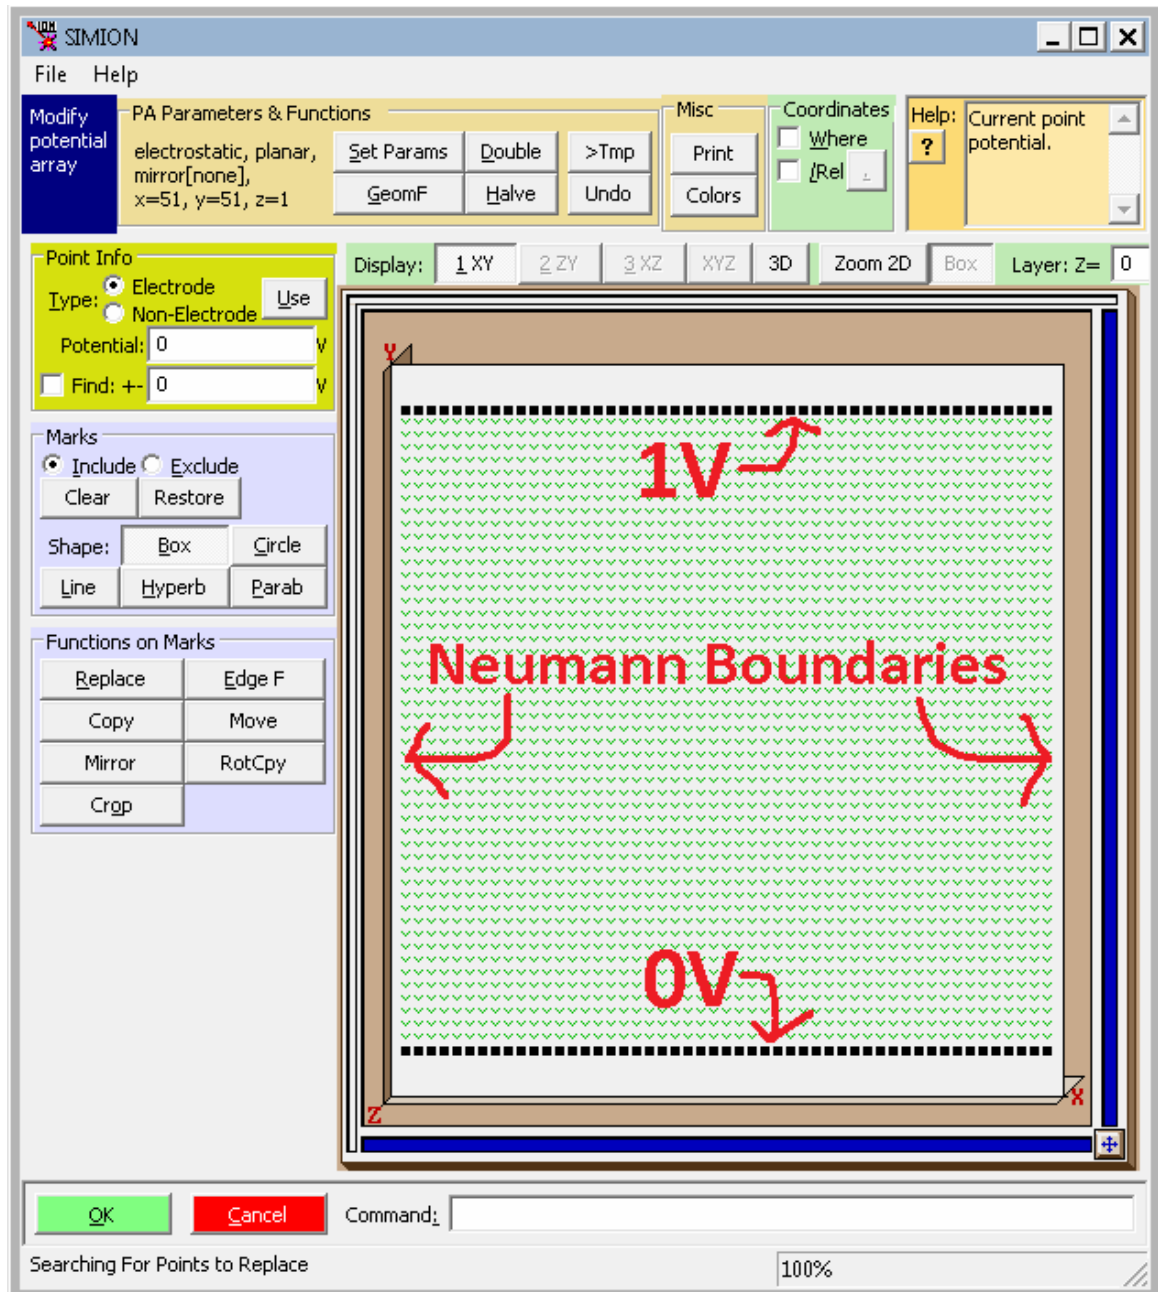 SIMION
File Help
Modify potential array
PA Parameters & Functions
electrostatic, planar,
mirror[none],
x=51, y=51, z=1
Set Params Double >Tmp
GeomF Halve Undo
Misc
Print
Colors
Coordinates
Where
/Rel .
Help:
?
Current point
potential.
Point Info
Type: Electrode
Non-Electrode
Use
Potential: 0 V
Find: +- 0 V
Display: 1 XY 2 ZY 3 XZ XYZ 3D Zoom 2D Box Layer: Z= 0
Marks
Include Exclude
Clear Restore
Shape: Box Circle
Line Hyperb Parab
Functions on Marks
Replace Edge F
Copy Move
Mirror RotCpy
Crop
Y
1V
Neumann Boundaries
0V
Z
X
OK Cancel Command:
Searching For Points to Replace 100%